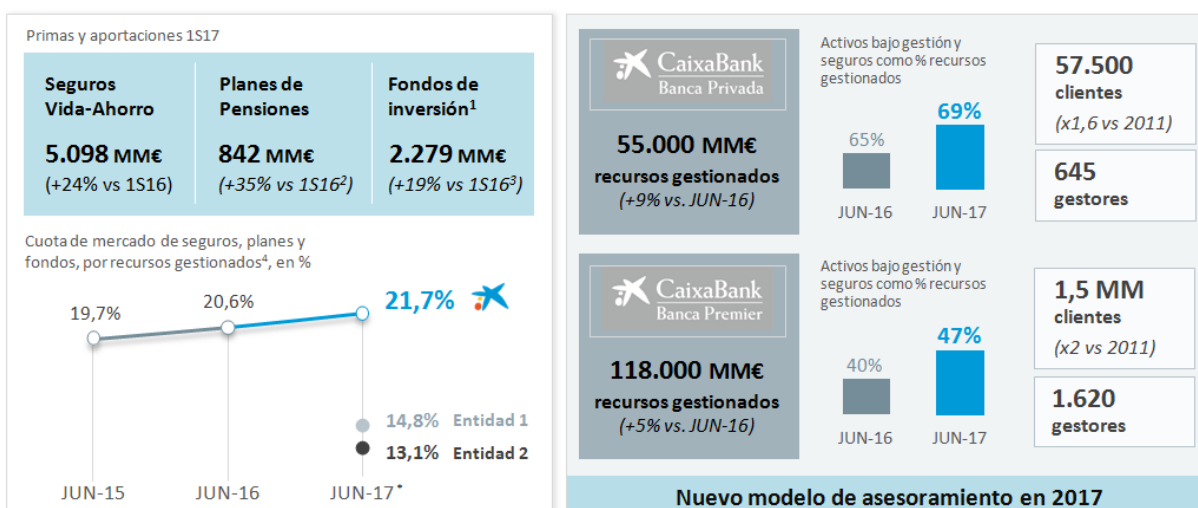 Primas y aportaciones 1S17
Seguros
Vida-Ahorro
5.098 MM€
(+24% vs 1S16)
Planes de
Pensiones
842 MM€
(+35% vs 1S16²)
Fondos de
inversión¹
2.279 MM€
(+19% vs 1S16³)
Cuota de mercado de seguros, planes y
fondos, por recursos gestionados⁴, en %
19,7%
20,6%
21,7%
14,8% Entidad 1
13,1% Entidad 2
JUN-15
JUN-16
JUN-17*
CaixaBank
Banca Privada
55.000 MM€
recursos gestionados
(+9% vs. JUN-16)
Activos bajo gestión y
seguros como % recursos
gestionados
65%
69%
JUN-16
JUN-17
57.500
clientes
(x1,6 vs 2011)
645
gestores
CaixaBank
Banca Premier
118.000 MM€
recursos gestionados
(+5% vs. JUN-16)
Activos bajo gestión y
seguros como % recursos
gestionados
40%
47%
JUN-16
JUN-17
1,5 MM
clientes
(x2 vs 2011)
1.620
gestores
Nuevo modelo de asesoramiento en 2017